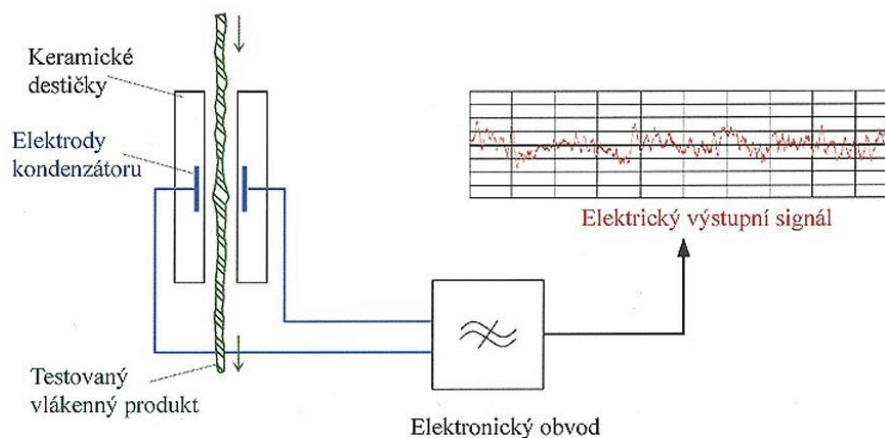 Keramické
destičky
Elektrody
kondenzátoru
Elektrický výstupní signál
Testovaný
vlákenný produkt
Elektronický obvod